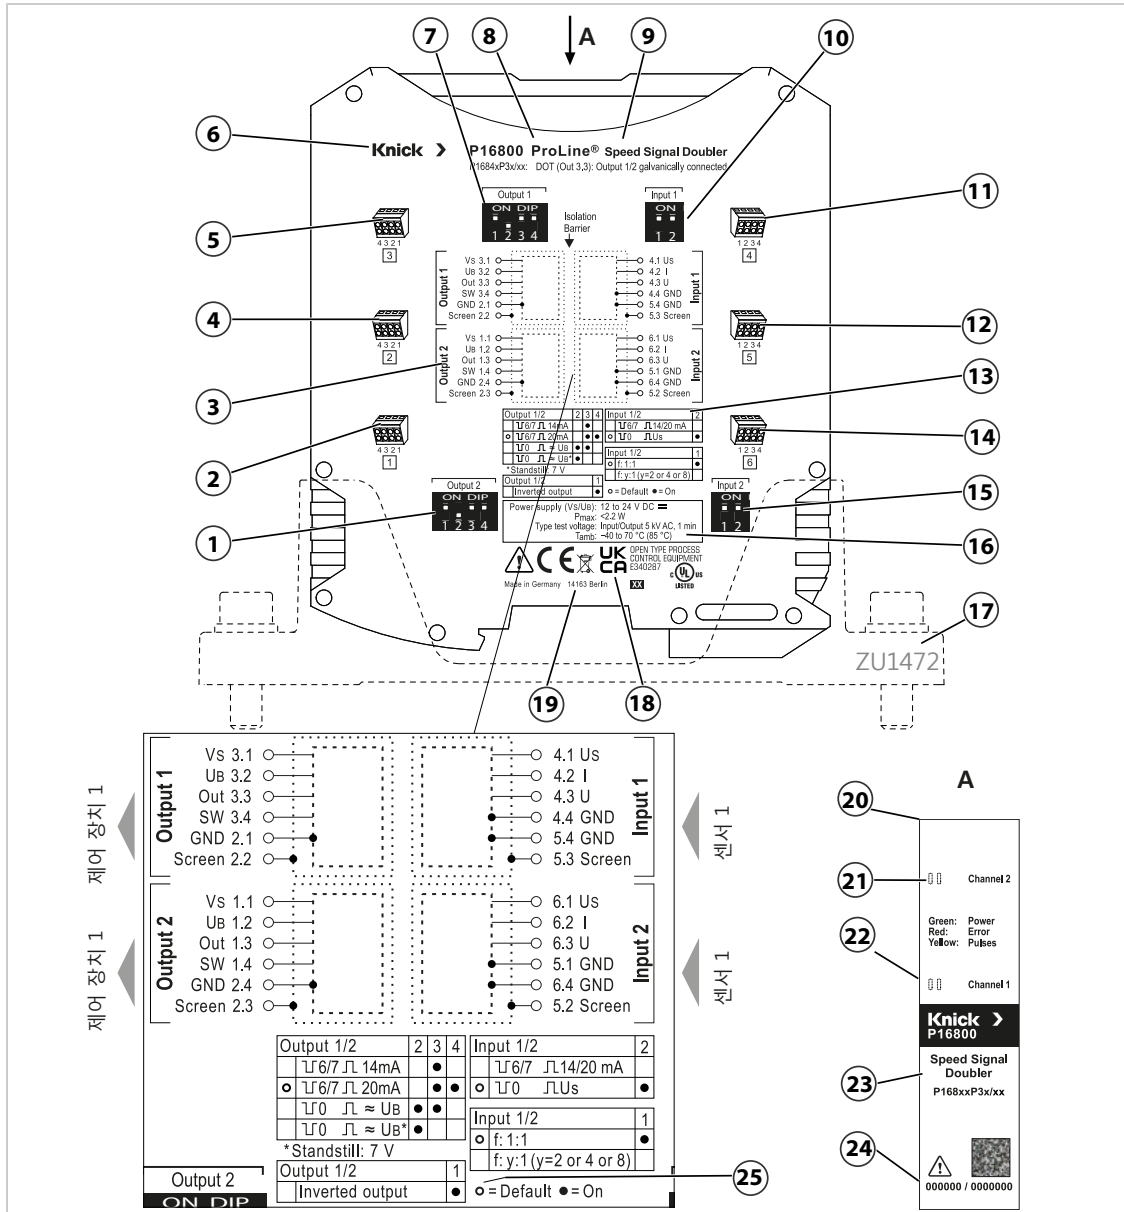 7
8
A
9
10
6
Knick >
P16800 ProLine® Speed Signal Doubler
P1684xP3x/xx: DOT (Out 3,3): Output 1/2 galvanically connected
Output 1
ON DIP
1 2 3 4
Input 1
ON
1 2
Isolation
Barrier
5
4 3 2 1
3
11
1 2 3 4
4
Output 1
Vs 3.1
UB 3.2
Out 3.3
SW 3.4
GND 2.1
Screen 2.2
4.1 Us
4.2 I
4.3 U
4.4 GND
5.4 GND
5.3 Screen
Input 1
4
4 3 2 1
2
12
1 2 3 4
5
Output 2
Vs 1.1
UB 1.2
Out 1.3
SW 1.4
GND 2.4
Screen 2.3
6.1 Us
6.2 I
6.3 U
5.1 GND
6.4 GND
5.2 Screen
Input 2
3
13
Output 1/2 2 3 4
6/7 14mA
6/7 20mA
0 ≈ UB
0 ≈ UB*
*Standstill: 7 V
Output 1/2 1
Inverted output
Input 1/2 2
6/7 14/20 mA
0 Us
Input 1/2 1
f: 1:1
f: y:1 (y=2 or 4 or 8)
o = Default ● = On
2
4 3 2 1
1
14
1 2 3 4
6
Output 2
ON DIP
1 2 3 4
1
Input 2
ON
1 2
15
Power supply (Vs/UB): 12 to 24 V DC
Pmax: <2.2 W
Type test voltage: Input/Output 5 kV AC, 1 min
Tamb: –40 to 70 °C (85 °C)
16
CE
UK
CA
OPEN TYPE PROCESS
CONTROL EQUIPMENT
E340287
c UL us
LISTED
Made in Germany 14163 Berlin
XX
17
ZU1472
19
18
제어 장치 1
Output 1
Vs 3.1
UB 3.2
Out 3.3
SW 3.4
GND 2.1
Screen 2.2
4.1 Us
4.2 I
4.3 U
4.4 GND
5.4 GND
5.3 Screen
Input 1
센서 1
제어 장치 1
Output 2
Vs 1.1
UB 1.2
Out 1.3
SW 1.4
GND 2.4
Screen 2.3
6.1 Us
6.2 I
6.3 U
5.1 GND
6.4 GND
5.2 Screen
Input 2
센서 1
Output 1/2 2 3 4
6/7 14mA
6/7 20mA
0 ≈ UB
0 ≈ UB*
*Standstill: 7 V
Output 1/2 1
Inverted output
Input 1/2 2
6/7 14/20 mA
0 Us
Input 1/2 1
f: 1:1
f: y:1 (y=2 or 4 or 8)
o = Default ● = On
25
Output 2
ON DIP
A
20
21
Channel 2
Green: Power
Red: Error
Yellow: Pulses
22
Channel 1
Knick >
P16800
Speed Signal
Doubler
P168xxP3x/xx
23
24
000000 / 0000000